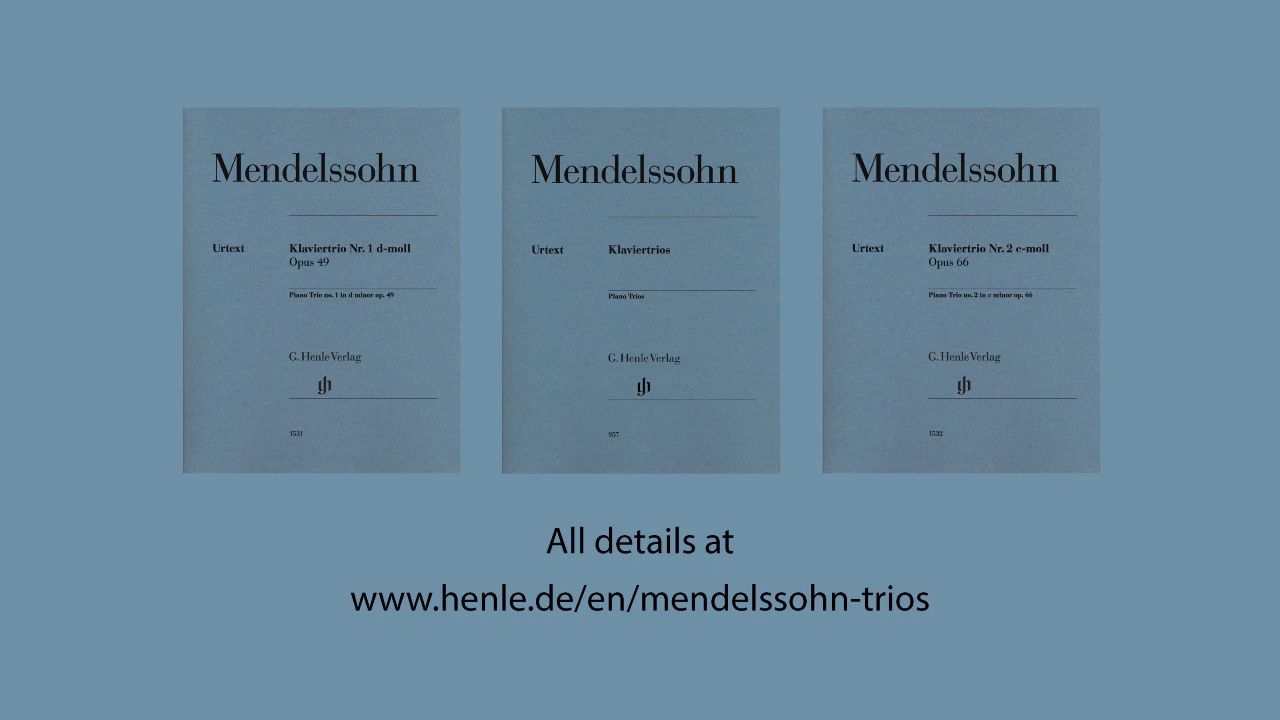 Mendelssohn
Urtext
Klaviertrio Nr. 1 d-moll
Opus 49
Piano Trio no. 1 in d minor op. 49
G. Henle Verlag
1531
Mendelssohn
Urtext
Klaviertrios
Piano Trios
G. Henle Verlag
957
Mendelssohn
Urtext
Klaviertrio Nr. 2 c-moll
Opus 66
Piano Trio no. 2 in c minor op. 66
G. Henle Verlag
1532
All details at
www.henle.de/en/mendelssohn-trios